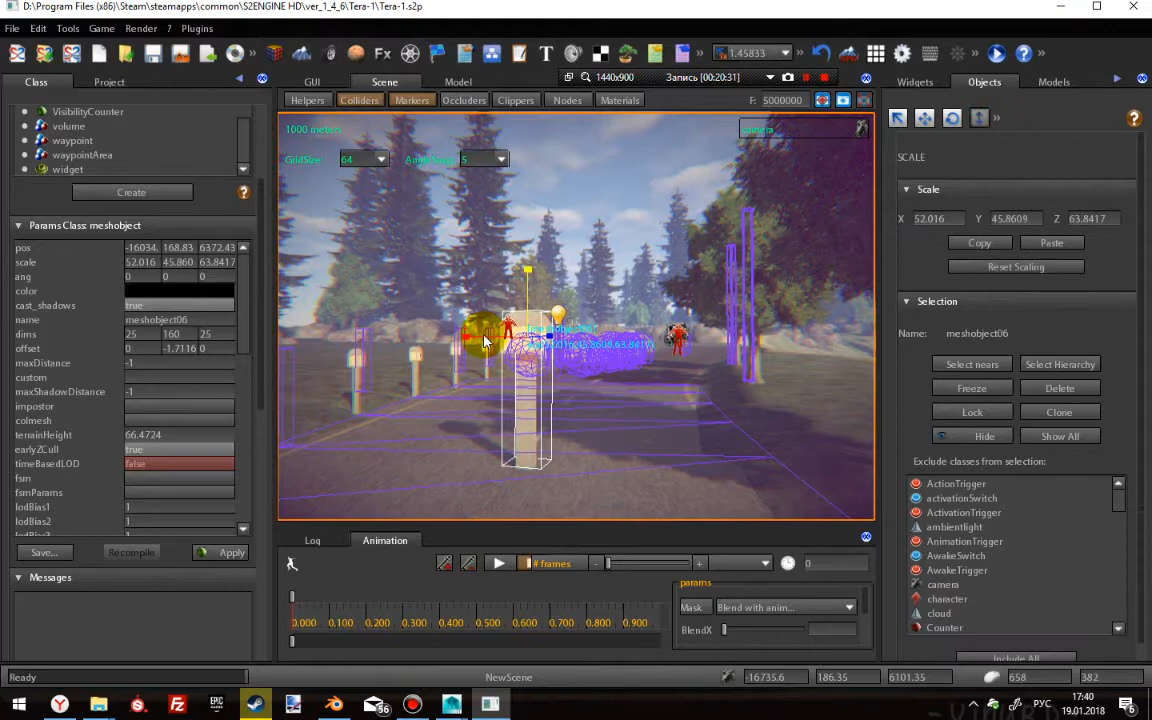 D:\Program Files (x86)\Steam\steamapps\common\S2ENGINE HD\ver_1_4_6\Tera-1\Tera-1.s2p
File Edit Tools Game Render ? Plugins
Fx T 1.45833
Class Project
GUI Scene Model
1440x900 Запись [00:20:31]
Widgets Objects Models
Helpers Colliders Markers Occluders Clippers Nodes Materials F: 5000000
VisibilityCounter
volume
waypoint
waypointArea
widget
Create
1000 meters
camera
GridSize 64 5
SCALE
Scale
X 52.016 Y 45.8609 Z 63.8417
Copy Paste
Reset Scaling
Params Class: meshobject
pos -16034. 168.83 6372.43
scale 52.016 45.860 63.8417
ang 0 0 0
color
cast_shadows true
name meshobject06
dims 25 160 25
offset 0 -1.7116 0
maxDistance -1
custom
maxShadowDistance -1
impostor
colmesh
terrainHeight 66.4724
earlyZCull true
timeBasedLOD false
fsm
fsmParams
lodBias1 1
lodBias2 1
Save... Recompile Apply
Messages
Selection
Name: meshobject06
Select nears Select Hierarchy
Freeze Delete
Lock Clone
Hide Show All
Exclude classes from selection:
ActionTrigger
activationSwitch
ActivationTrigger
ambientlight
AnimationTrigger
AwakeSwitch
AwakeTrigger
camera
character
cloud
Counter
Include All
Log Animation
# frames - + 0
params
Mask Blend with anim...
BlendX
0.000 0.100 0.200 0.300 0.400 0.500 0.600 0.700 0.800 0.900
Ready NewScene -16735.6 186.35 6101.35 658 382
EPIC 56 РУС 17:40
19.01.2018 6